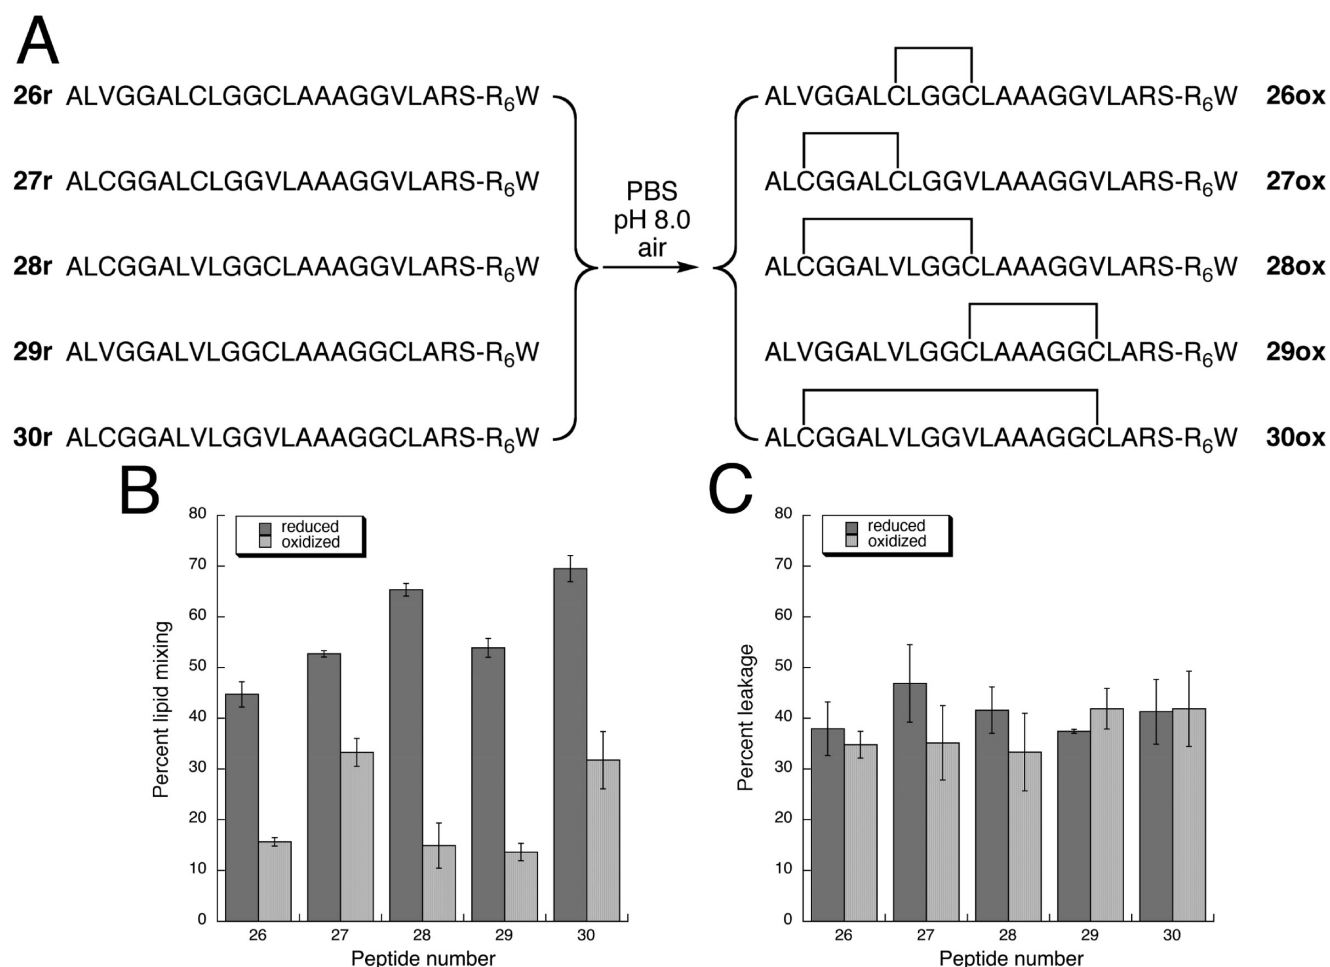 A
26r ALVGGALCLGGCLAAAGGVLARS-R6W
27r ALCGGALCLGGVLAAAGGVLARS-R6W
28r ALCGGALVLGGCLAAAGGVLARS-R6W
29r ALVGGALVLGGCLAAAGGCLARS-R6W
30r ALCGGALVLGGVLAAAGGCLARS-R6W
PBS
pH 8.0
air
ALVGGALCLGGCLAAAGGVLARS-R6W 26ox
ALCGGALCLGGVLAAAGGVLARS-R6W 27ox
ALCGGALVLGGCLAAAGGVLARS-R6W 28ox
ALVGGALVLGGCLAAAGGCLARS-R6W 29ox
ALCGGALVLGGVLAAAGGCLARS-R6W 30ox
B
reduced
oxidized
Percent lipid mixing
80
70
60
50
40
30
20
10
0
26 27 28 29 30
Peptide number
C
reduced
oxidized
Percent leakage
80
70
60
50
40
30
20
10
0
26 27 28 29 30
Peptide number